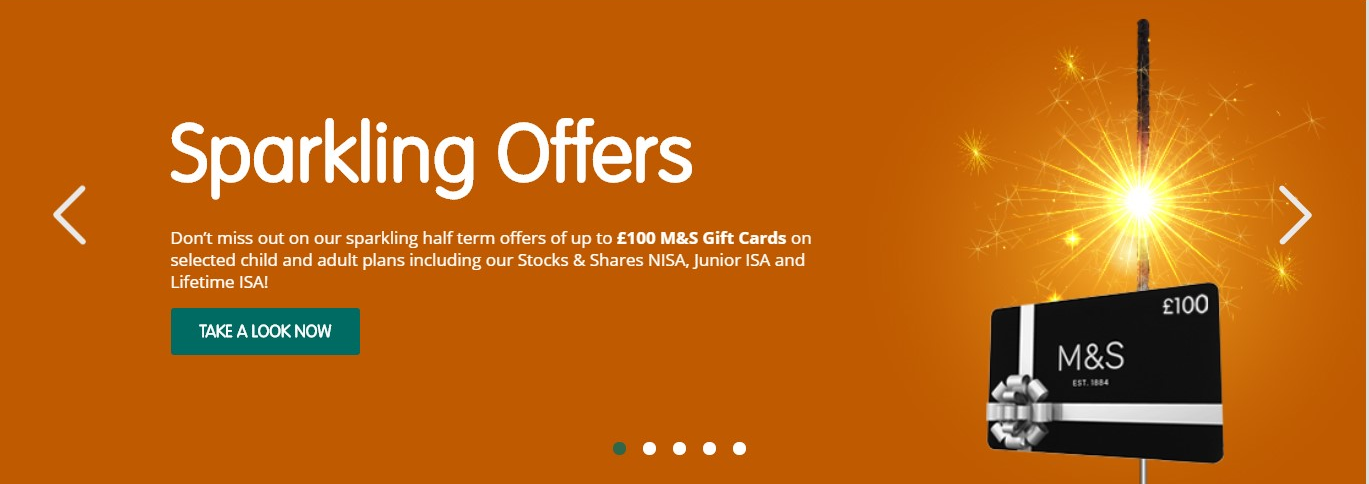 Sparkling Offers
Don't miss out on our sparkling half term offers of up to £100 M&S Gift Cards on
selected child and adult plans including our Stocks & Shares NISA, Junior ISA and
Lifetime ISA!
TAKE A LOOK NOW
£100
M&S
EST. 1884